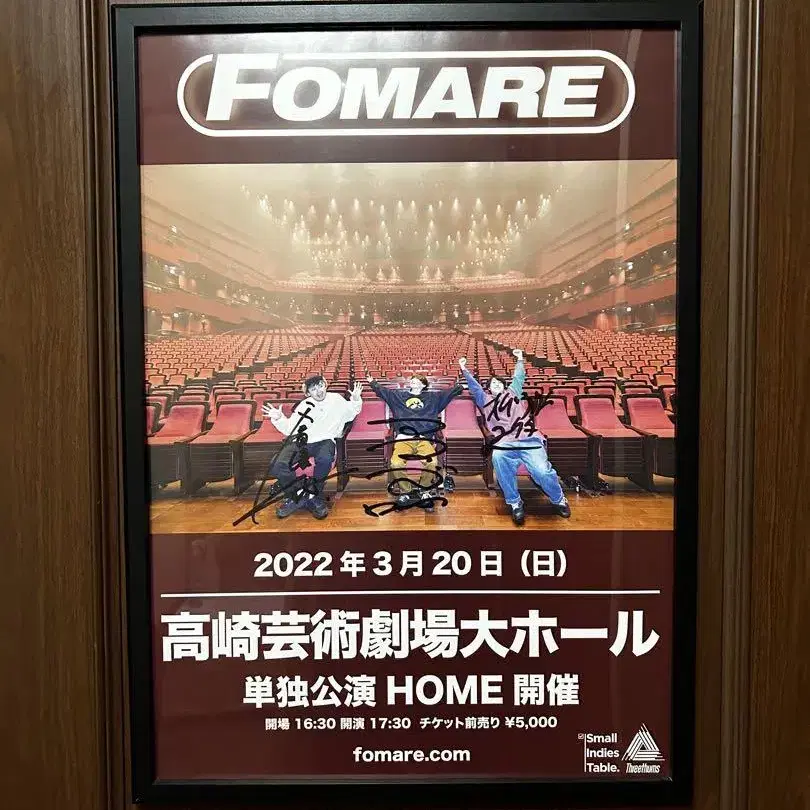 FOMARE
2022年3月20日（日）
高崎芸術劇場大ホール
単独公演 HOME 開催
開場 16:30 開演 17:30 チケット前売り ¥5,000
fomare.com
Small
Indies
Table.
Threethums